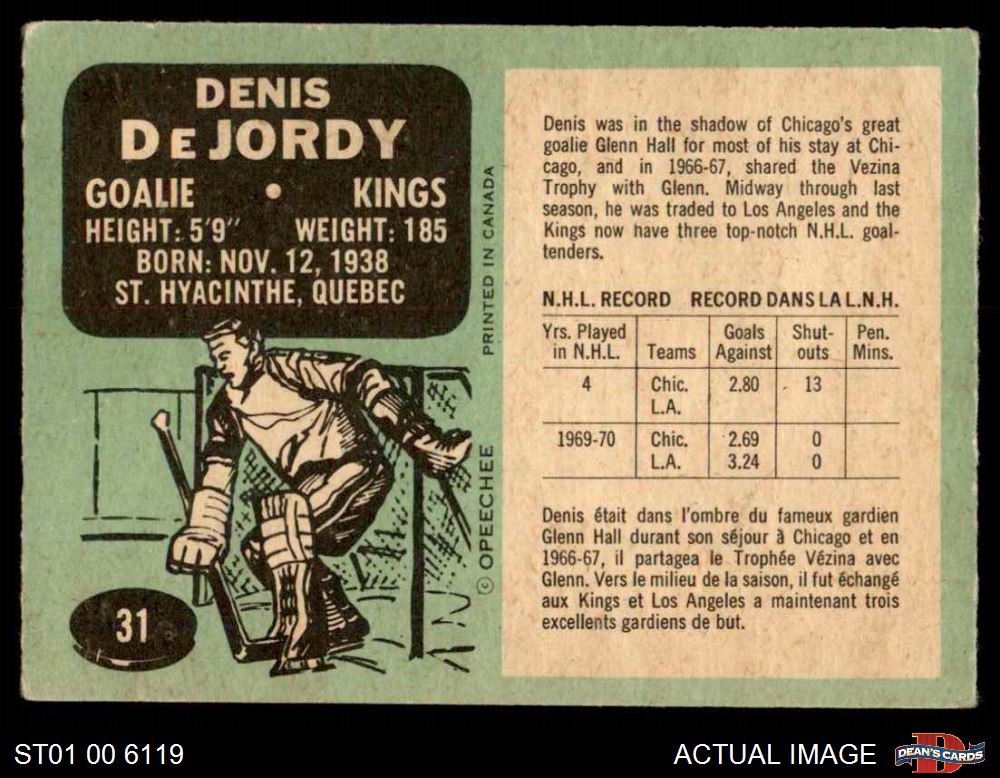 DENIS
DeJORDY
GOALIE • KINGS
HEIGHT: 5'9" WEIGHT: 185
BORN: NOV. 12, 1938
ST. HYACINTHE, QUEBEC
31
PRINTED IN CANADA
© OPEECHEE
Denis was in the shadow of Chicago's great
goalie Glenn Hall for most of his stay at Chi-
cago, and in 1966-67, shared the Vezina
Trophy with Glenn. Midway through last
season, he was traded to Los Angeles and the
Kings now have three top-notch N.H.L. goal-
tenders.
N.H.L. RECORD RECORD DANS LA L.N.H.
Yrs. Played Goals Shut- Pen.
in N.H.L. Teams Against outs Mins.
4 Chic. 2.80 13
L.A.
1969-70 Chic. 2.69 0
L.A. 3.24 0
Denis était dans l'ombre du fameux gardien
Glenn Hall durant son séjour à Chicago et en
1966-67, il partagea le Trophée Vézina avec
Glenn. Vers le milieu de la saison, il fut échangé
aux Kings et Los Angeles a maintenant trois
excellents gardiens de but.
ST01 00 6119 ACTUAL IMAGE DEAN'S CARDS